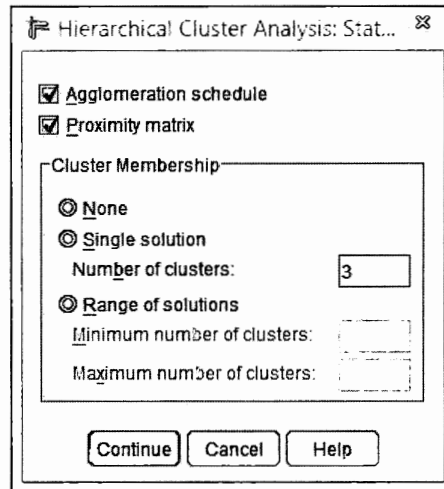 Hierarchical Cluster Analysis: Stat...
Agglomeration schedule
Proximity matrix
Cluster Membership
None
Single solution
Number of clusters: 3
Range of solutions
Minimum number of clusters:
Maximum number of clusters:
Continue Cancel Help